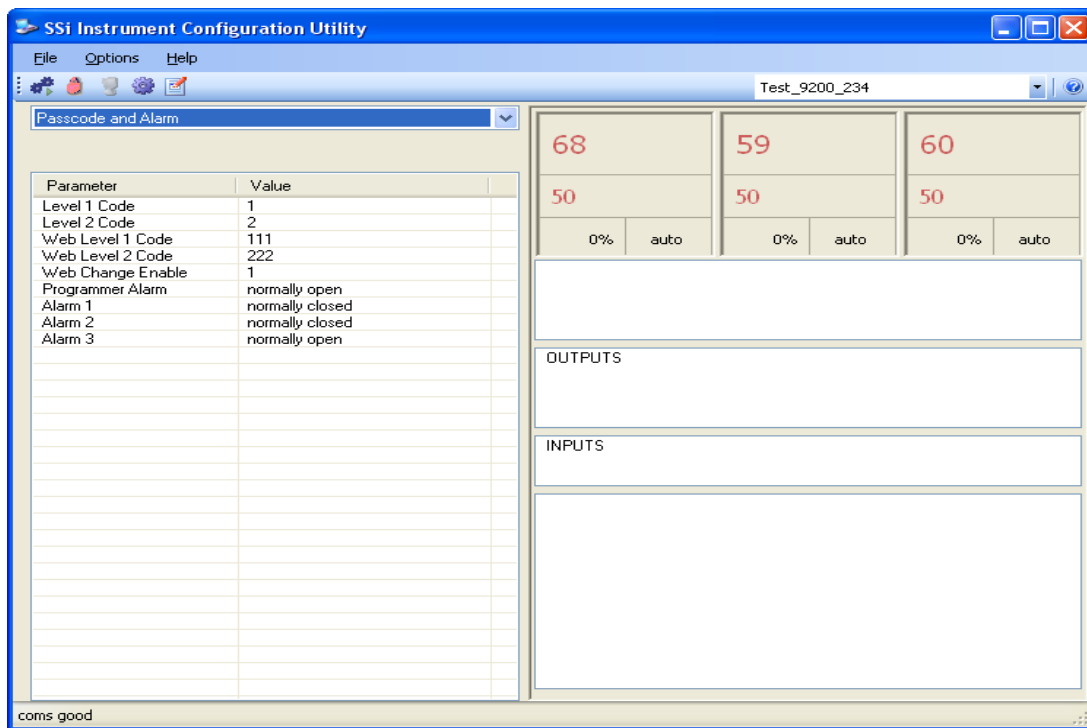 SSi Instrument Configuration Utility
File Options Help
Test_9200_234
Passcode and Alarm
Parameter Value
Level 1 Code 1
Level 2 Code 2
Web Level 1 Code 111
Web Level 2 Code 222
Web Change Enable 1
Programmer Alarm normally open
Alarm 1 normally closed
Alarm 2 normally closed
Alarm 3 normally open
68 59 60
50 50 50
0% auto 0% auto 0% auto
OUTPUTS
INPUTS
coms good